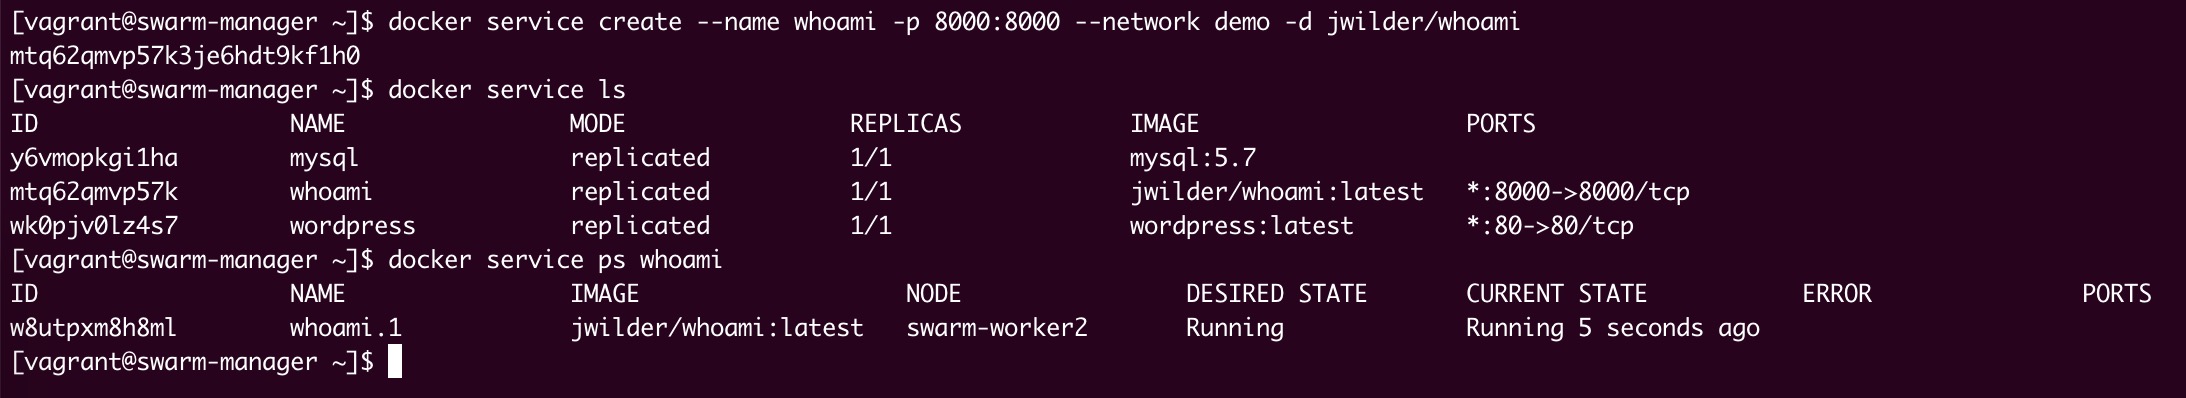 [vagrant@swarm-manager ~]$ docker service create --name whoami -p 8000:8000 --network demo -d jwilder/whoami
mtq62qmvp57k3je6hdt9kf1h0
[vagrant@swarm-manager ~]$ docker service ls
ID                  NAME                MODE                REPLICAS            IMAGE                   PORTS
y6vmopkgi1ha        mysql               replicated          1/1                 mysql:5.7
mtq62qmvp57k        whoami              replicated          1/1                 jwilder/whoami:latest   *:8000->8000/tcp
wk0pjv0lz4s7        wordpress           replicated          1/1                 wordpress:latest        *:80->80/tcp
[vagrant@swarm-manager ~]$ docker service ps whoami
ID                  NAME                IMAGE                   NODE                DESIRED STATE       CURRENT STATE           ERROR               PORTS
w8utpxm8h8ml        whoami.1            jwilder/whoami:latest   swarm-worker2       Running             Running 5 seconds ago
[vagrant@swarm-manager ~]$